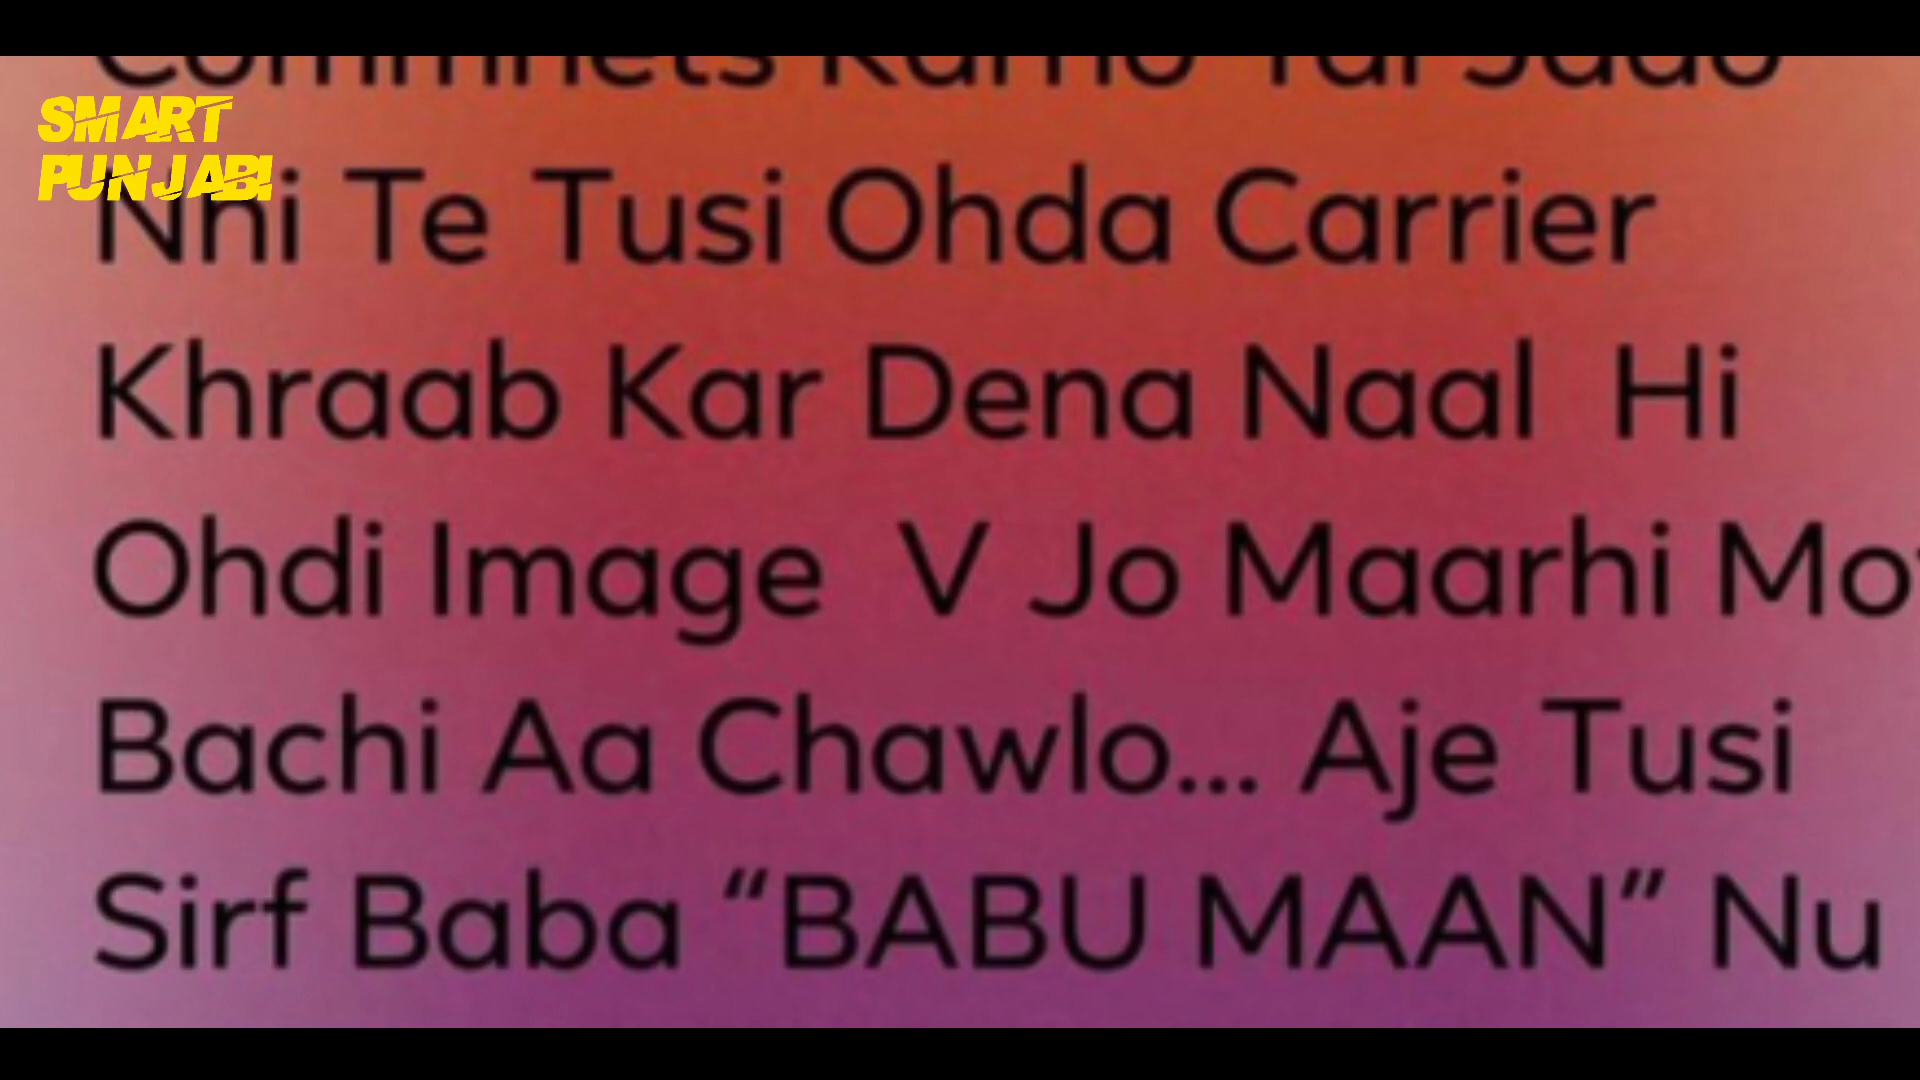 SMART
PUNJABI
Nhi Te Tusi Ohda Carrier
Khraab Kar Dena Naal Hi
Ohdi Image V Jo Maarhi
Bachi Aa Chawlo... Aje Tusi
Sirf Baba “BABU MAAN” Nu